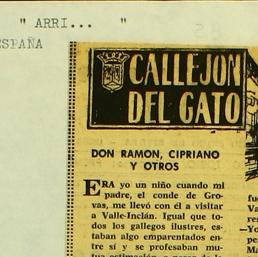 " ARRI... "
ESPAÑA
CALLEJON
DEL GATO
DON RAMON, CIPRIANO
Y OTROS
ERA yo un niño cuando mi
padre, el conde de Gro-
vas, me llevó con él a visitar
a Valle-Inclán. Igual que to-
dos los gallegos ilustres, es-
taban algo emparentados en-
tre sí y se profesaban mu-